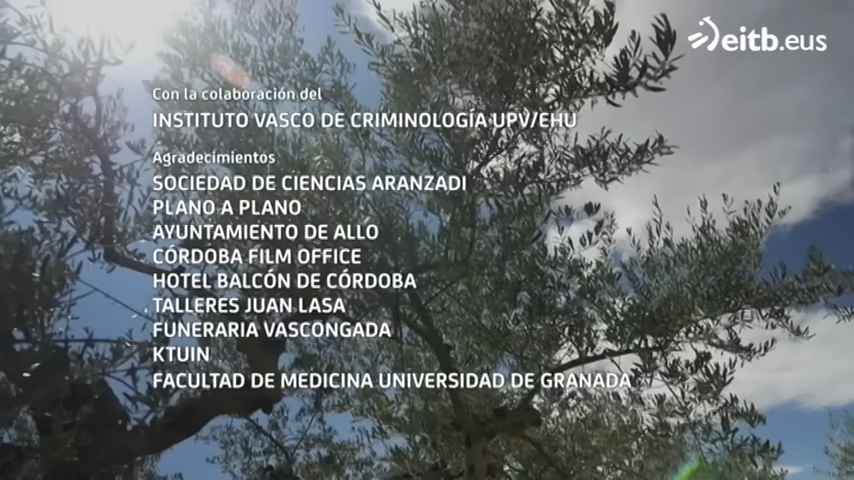 eitb.eus
Con la colaboración del
INSTITUTO VASCO DE CRIMINOLOGÍA UPV/EHU
Agradecimientos
SOCIEDAD DE CIENCIAS ARANZADI
PLANO A PLANO
AYUNTAMIENTO DE ALLO
CÓRDOBA FILM OFFICE
HOTEL BALCÓN DE CÓRDOBA
TALLERES JUAN LASA
FUNERARIA VASCONGADA
KTUIN
FACULTAD DE MEDICINA UNIVERSIDAD DE GRANADA